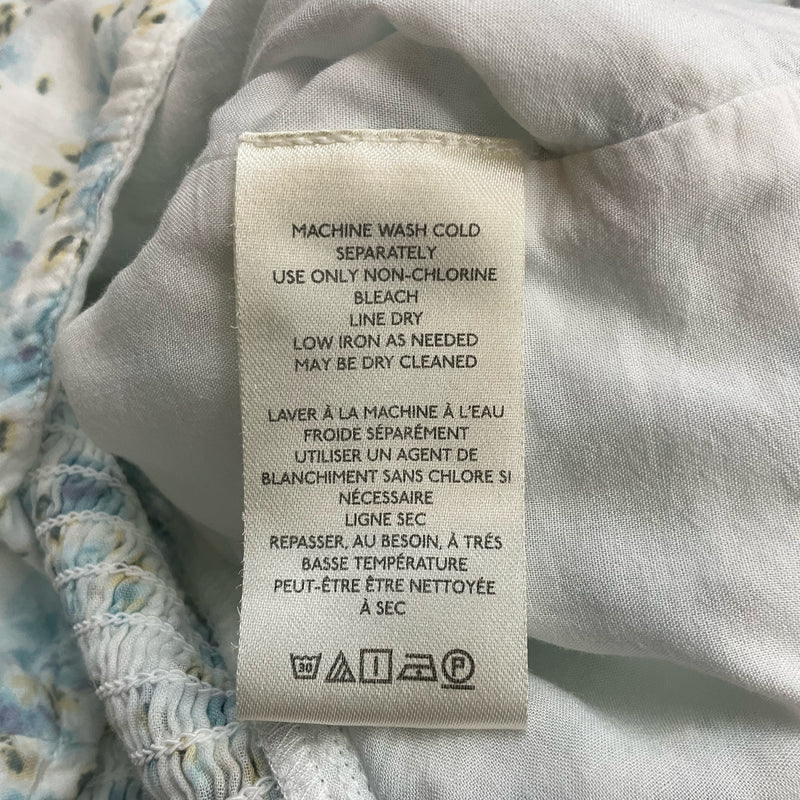 MACHINE WASH COLD
SEPARATELY
USE ONLY NON-CHLORINE
BLEACH
LINE DRY
LOW IRON AS NEEDED
MAY BE DRY CLEANED
LAVER À LA MACHINE À L'EAU
FROIDE SÉPARÉMENT
UTILISER UN AGENT DE
BLANCHIMENT SANS CHLORE SI
NÉCESSAIRE
LIGNE SEC
REPASSER, AU BESOIN, À TRÉS
BASSE TEMPÉRATURE
PEUT-ÊTRE ÊTRE NETTOYÉE
À SEC
30 P